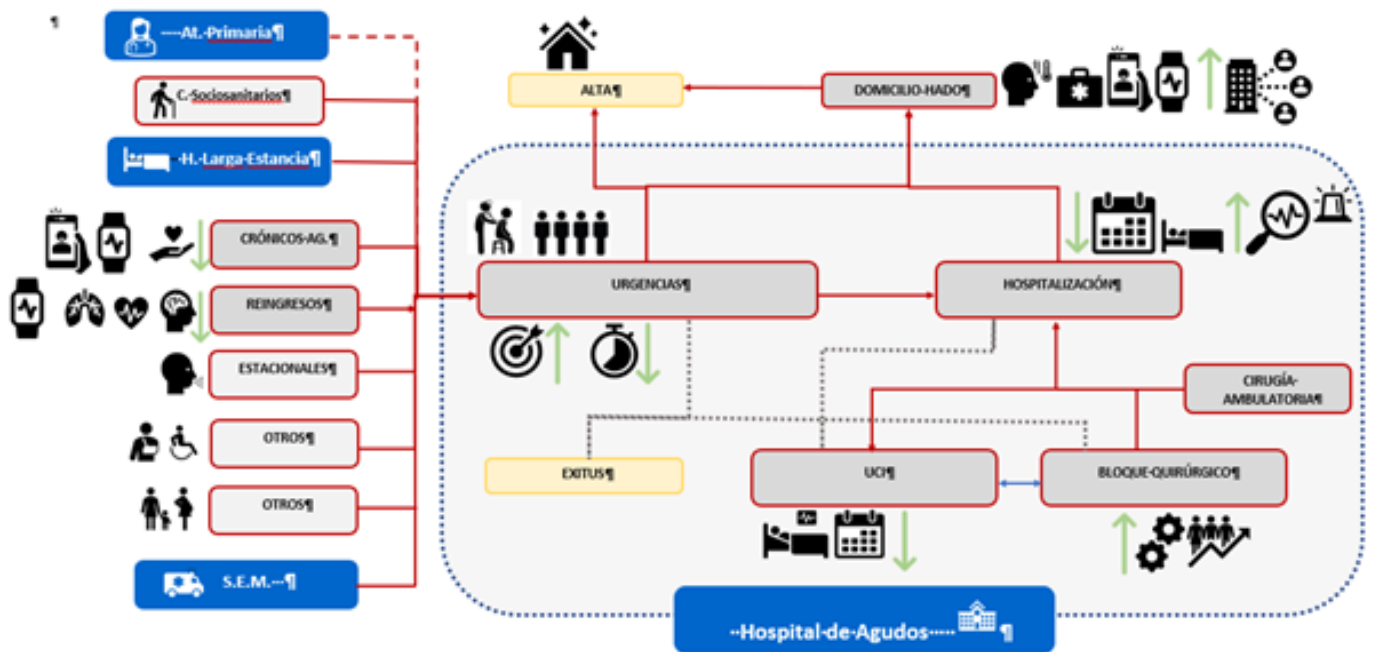 ¶
----At.-Primaria¶
C.-Sociosanitarios¶
--H.-Larga-Estancia¶
CRÓNICOS-AG.¶
REINGRESOS¶
ESTACIONALES¶
OTROS¶
OTROS¶
S.E.M.---¶
ALTA¶
DOMICILIO-HADO¶
URGENCIAS¶
HOSPITALIZACIÓN¶
CIRUGÍA-
AMBULATORIA¶
EXITUS¶
UCI¶
BLOQUE-QUIRÚRGICO¶
--Hospital-de-Agudos----- ¶